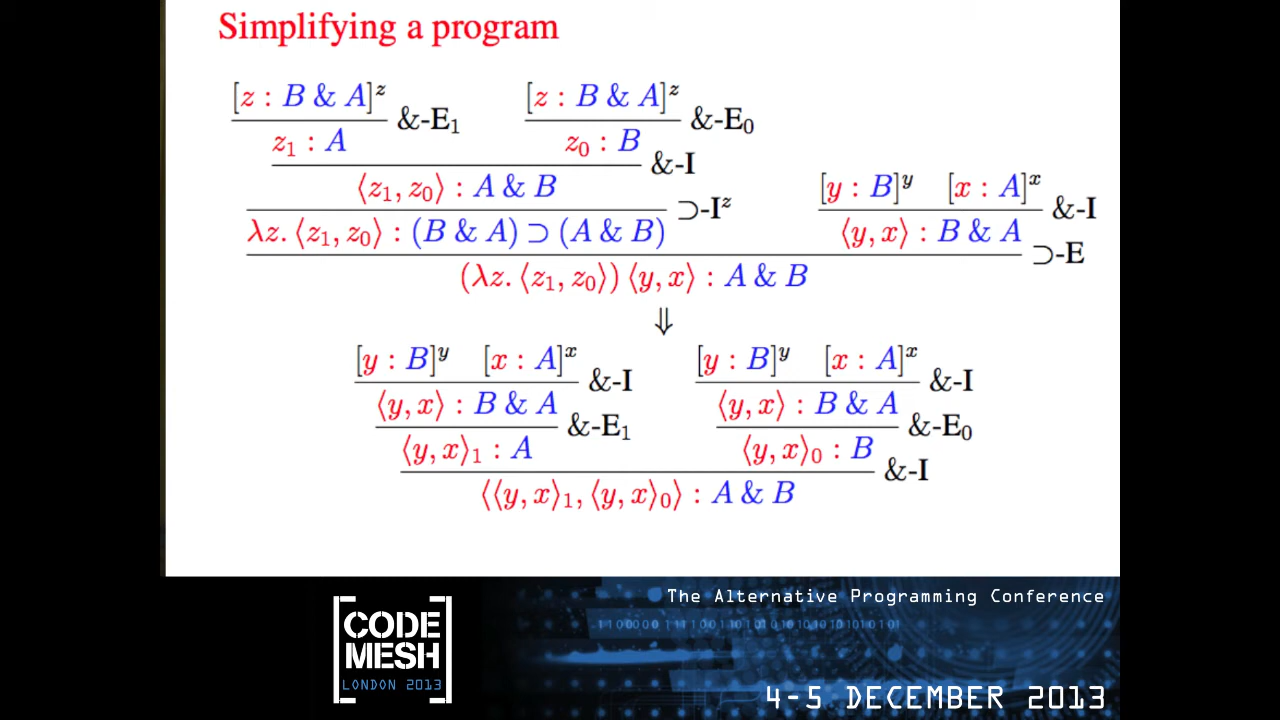 Simplifying a program
[z : B & A]ᶻ &-E₁ [z : B & A]ᶻ &-E₀
z₁ : A z₀ : B &-I
⟨z₁, z₀⟩ : A & B ⊃-Iᶻ [y : B]ʸ [x : A]ˣ &-I
λz. ⟨z₁, z₀⟩ : (B & A) ⊃ (A & B) ⟨y, x⟩ : B & A ⊃-E
(λz. ⟨z₁, z₀⟩) ⟨y, x⟩ : A & B
⇓
[y : B]ʸ [x : A]ˣ &-I [y : B]ʸ [x : A]ˣ &-I
⟨y, x⟩ : B & A &-E₁ ⟨y, x⟩ : B & A &-E₀
⟨y, x⟩₁ : A ⟨y, x⟩₀ : B &-I
⟨⟨y, x⟩₁, ⟨y, x⟩₀⟩ : A & B
The Alternative Programming Conference
CODE
MESH
LONDON 2013
4-5 DECEMBER 2013